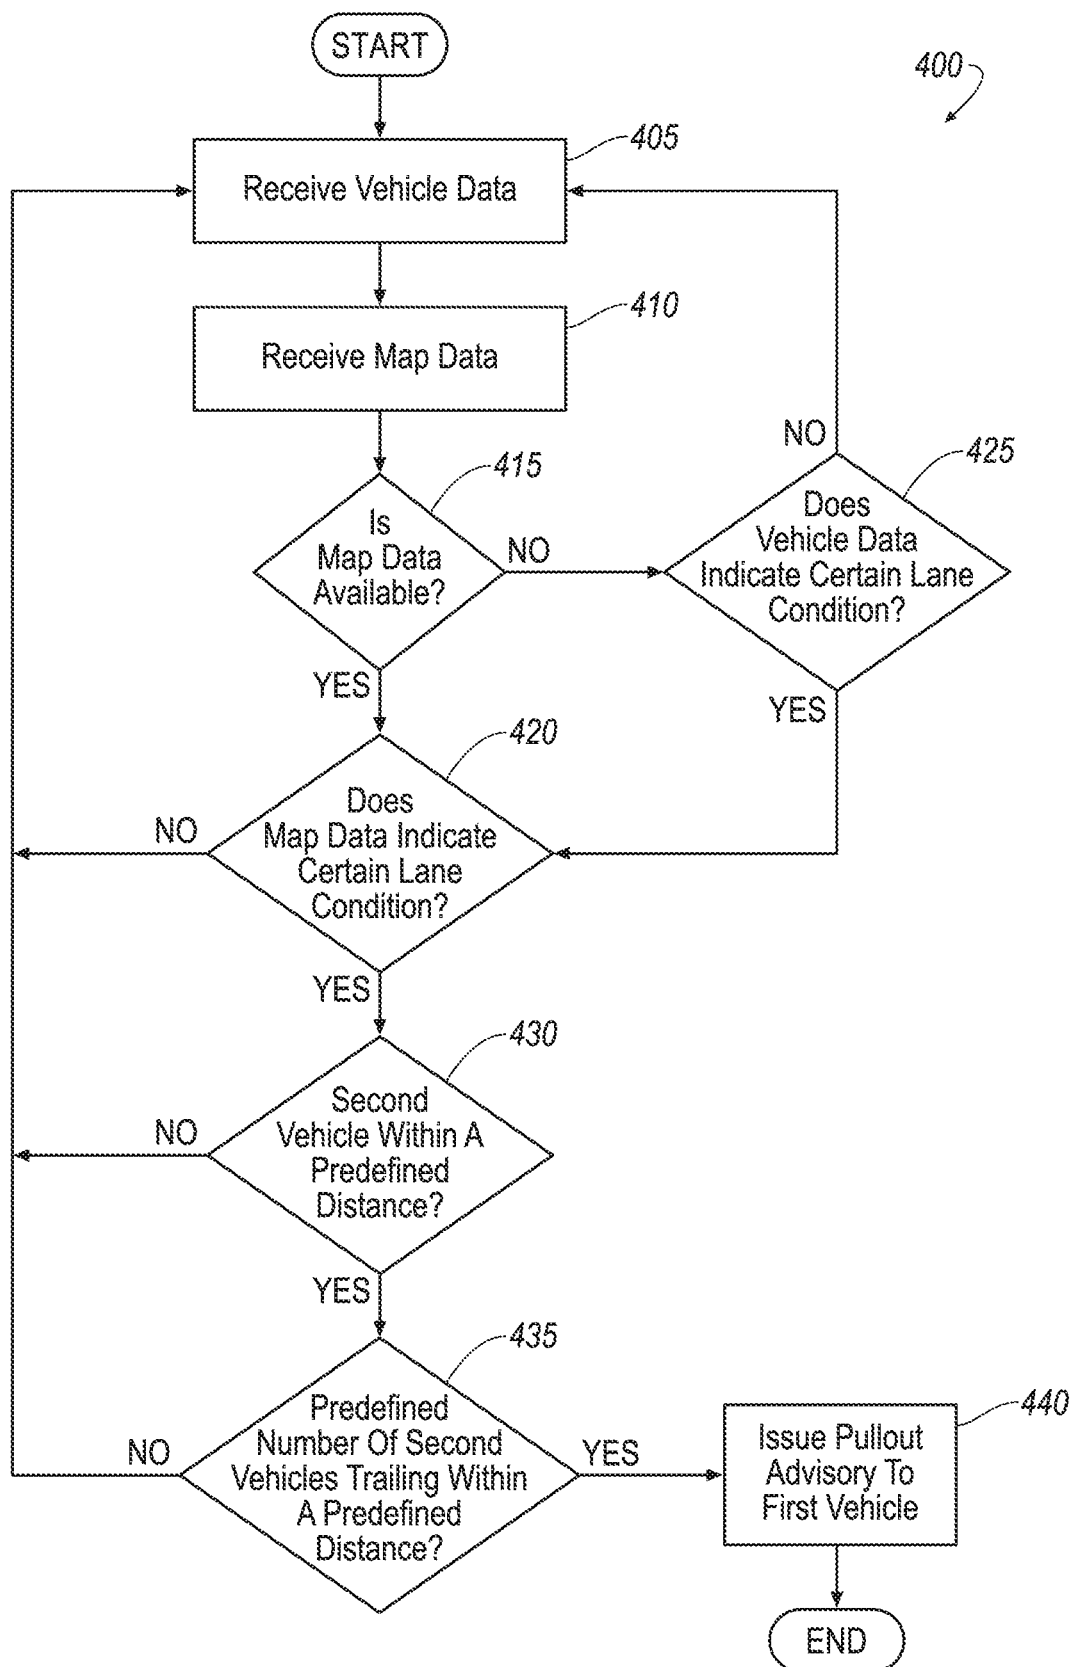 START
400
405
Receive Vehicle Data
410
Receive Map Data
415
Is
Map Data
Available?
NO
YES
NO
425
Does
Vehicle Data
Indicate Certain Lane
Condition?
YES
420
Does
Map Data Indicate
Certain Lane
Condition?
NO
YES
430
Second
Vehicle Within A
Predefined
Distance?
NO
YES
435
Predefined
Number Of Second
Vehicles Trailing Within
A Predefined
Distance?
NO
YES
440
Issue Pullout
Advisory To
First Vehicle
END